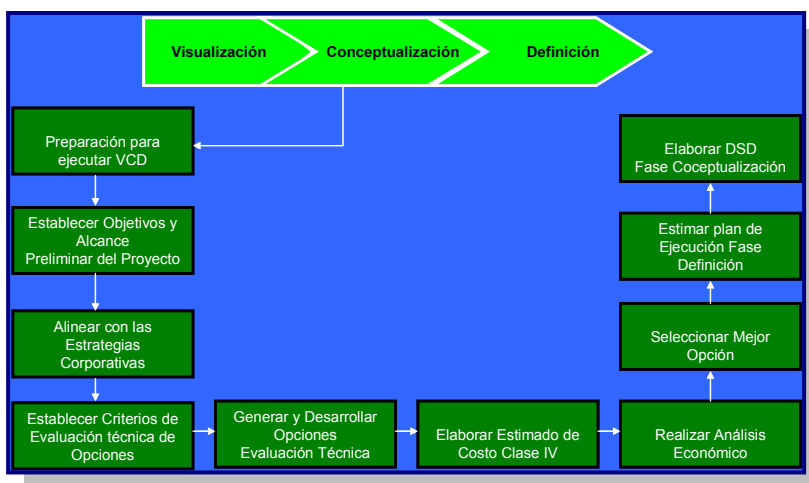 Visualización
Conceptualización
Definición
Preparación para
ejecutar VCD
Establecer Objetivos y
Alcance
Preliminar del Proyecto
Alinear con las
Estrategias
Corporativas
Establecer Criterios de
Evaluación técnica de
Opciones
Generar y Desarrollar
Opciones
Evaluación Técnica
Elaborar Estimado de
Costo Clase IV
Realizar Análisis
Económico
Seleccionar Mejor
Opción
Estimar plan de
Ejecución Fase
Definición
Elaborar DSD
Fase Coceptualización